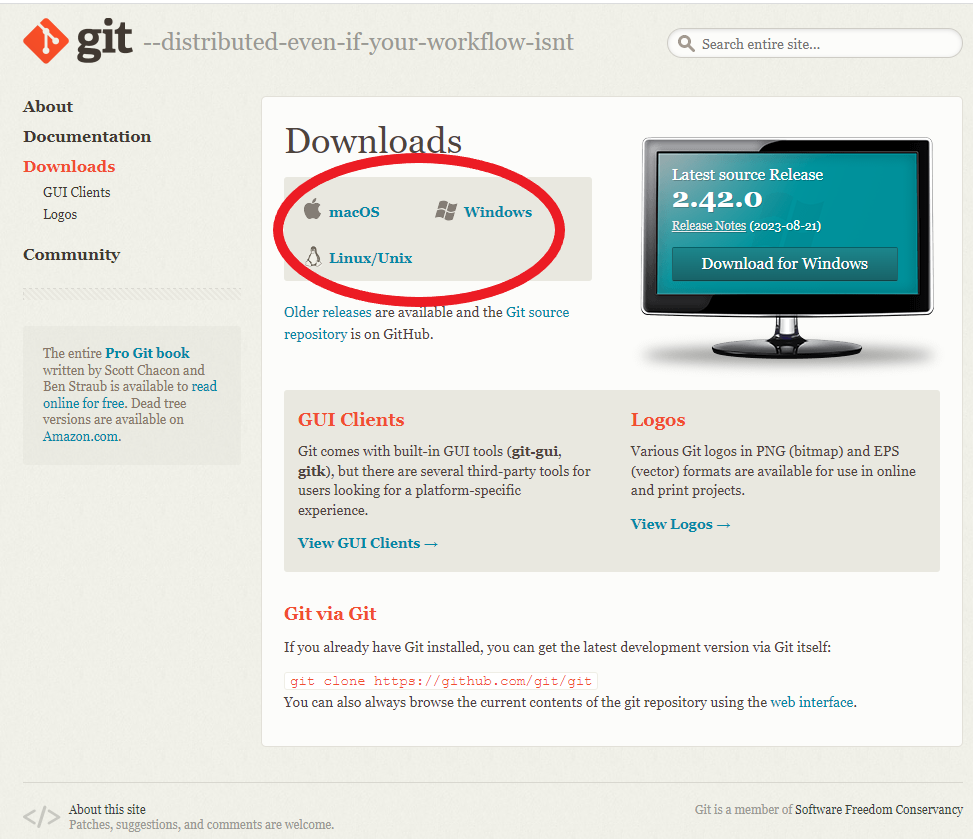 git --distributed-even-if-your-workflow-isnt
Search entire site...
About
Documentation
Downloads
GUI Clients
Logos
Community
The entire Pro Git book
written by Scott Chacon and
Ben Straub is available to read
online for free. Dead tree
versions are available on
Amazon.com.
Downloads
macOS
Windows
Linux/Unix
Older releases are available and the Git source
repository is on GitHub.
Latest source Release
2.42.0
Release Notes (2023-08-21)
Download for Windows
GUI Clients
Git comes with built-in GUI tools (git-gui,
gitk), but there are several third-party tools for
users looking for a platform-specific
experience.
View GUI Clients →
Logos
Various Git logos in PNG (bitmap) and EPS
(vector) formats are available for use in online
and print projects.
View Logos →
Git via Git
If you already have Git installed, you can get the latest development version via Git itself:
git clone https://github.com/git/git
You can also always browse the current contents of the git repository using the web interface.
</> About this site
Patches, suggestions, and comments are welcome.
Git is a member of Software Freedom Conservancy